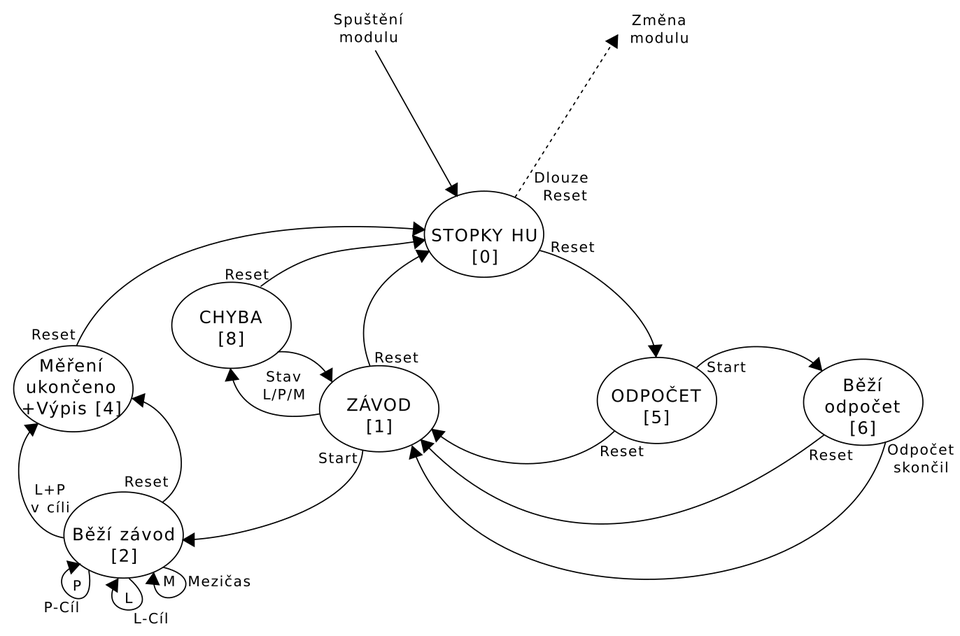 Spuštění
modulu
Změna
modulu
Dlouze
Reset
STOPKY HU
[0]
Reset
Reset
CHYBA
[8]
Reset
Měření
ukončeno
+Výpis [4]
Stav
L/P/M
Reset
ZÁVOD
[1]
Start
ODPOČET
[5]
Start
Běží
odpočet
[6]
Reset
Reset
Odpočet
skončil
Reset
L+P
v cíli
Běží závod
[2]
P
P-Cíl
L
L-Cíl
M
Mezičas